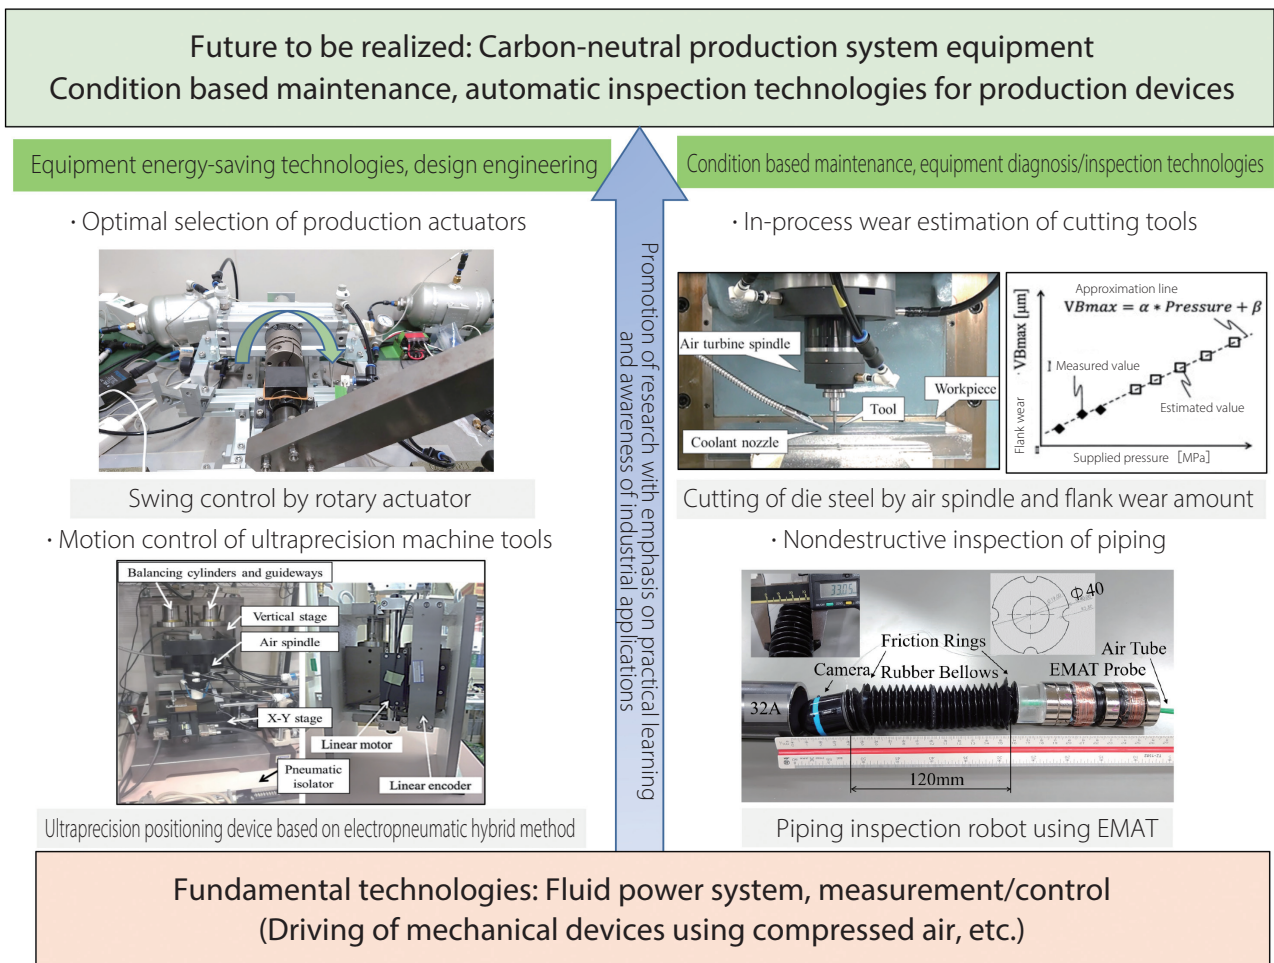 Future to be realized: Carbon-neutral production system equipment
Condition based maintenance, automatic inspection technologies for production devices
Equipment energy-saving technologies, design engineering
・Optimal selection of production actuators
Swing control by rotary actuator
・Motion control of ultraprecision machine tools
Balancing cylinders and guideways
Vertical stage
Air spindle
X-Y stage
Linear motor
Pneumatic
isolator
Linear encoder
Ultraprecision positioning device based on electropneumatic hybrid method
Promotion of research with emphasis on practical learning
and awareness of industrial applications
Condition based maintenance, equipment diagnosis/inspection technologies
・In-process wear estimation of cutting tools
Air turbine spindle
Workpiece
Tool
Coolant nozzle
Approximation line
VBmax = α * Pressure + β
Measured value
Estimated value
Flank wear VBmax [μm]
Supplied pressure [MPa]
Cutting of die steel by air spindle and flank wear amount
・Nondestructive inspection of piping
33.05
Φ40
Friction Rings
Air Tube
Camera
Rubber Bellows
EMAT Probe
32A
120mm
Piping inspection robot using EMAT
Fundamental technologies: Fluid power system, measurement/control
(Driving of mechanical devices using compressed air, etc.)